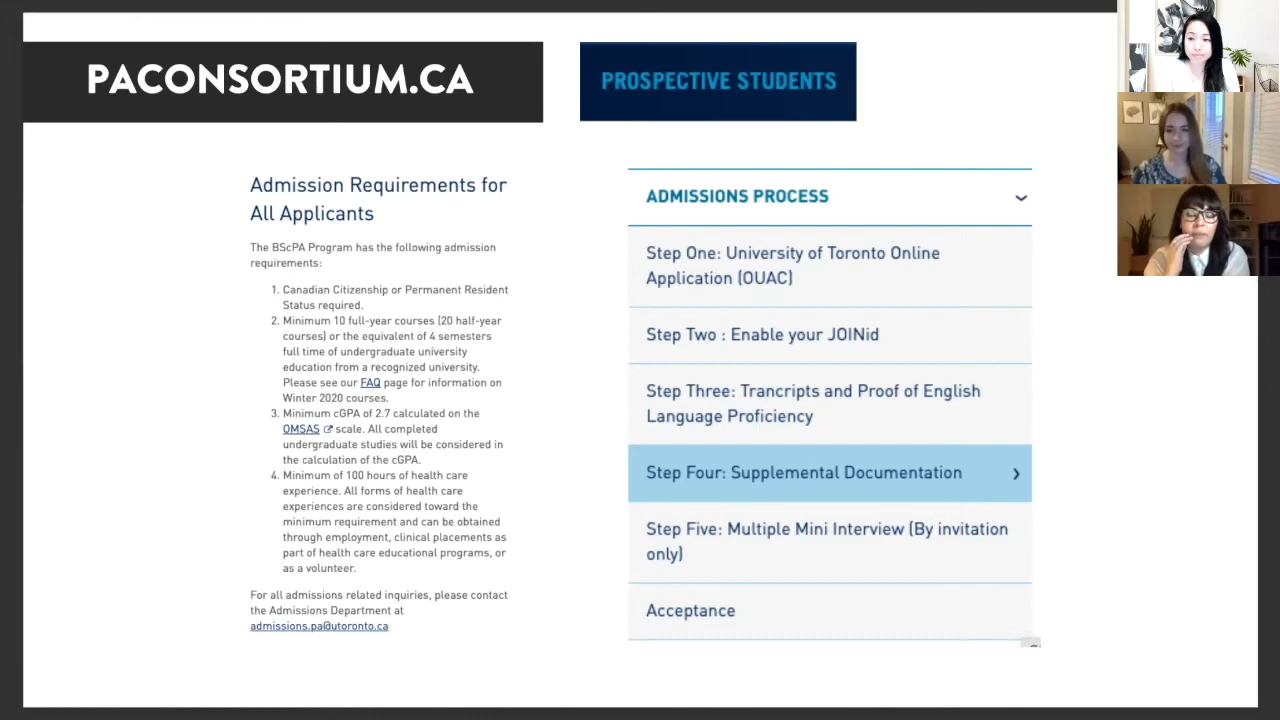 PACONSORTIUM.CA
PROSPECTIVE STUDENTS
Admission Requirements for
All Applicants
The BScPA Program has the following admission
requirements:
1. Canadian Citizenship or Permanent Resident
Status required.
2. Minimum 10 full-year courses (20 half-year
courses) or the equivalent of 4 semesters
full time of undergraduate university
education from a recognized university.
Please see our FAQ page for information on
Winter 2020 courses.
3. Minimum cGPA of 2.7 calculated on the
OMSAS scale. All completed
undergraduate studies will be considered in
the calculation of the cGPA.
4. Minimum of 100 hours of health care
experience. All forms of health care
experiences are considered toward the
minimum requirement and can be obtained
through employment, clinical placements as
part of health care educational programs, or
as a volunteer.
For all admissions related inquiries, please contact
the Admissions Department at
admissions.pa@utoronto.ca
ADMISSIONS PROCESS
Step One: University of Toronto Online
Application (OUAC)
Step Two : Enable your JOINid
Step Three: Trancripts and Proof of English
Language Proficiency
Step Four: Supplemental Documentation
Step Five: Multiple Mini Interview (By invitation
only)
Acceptance